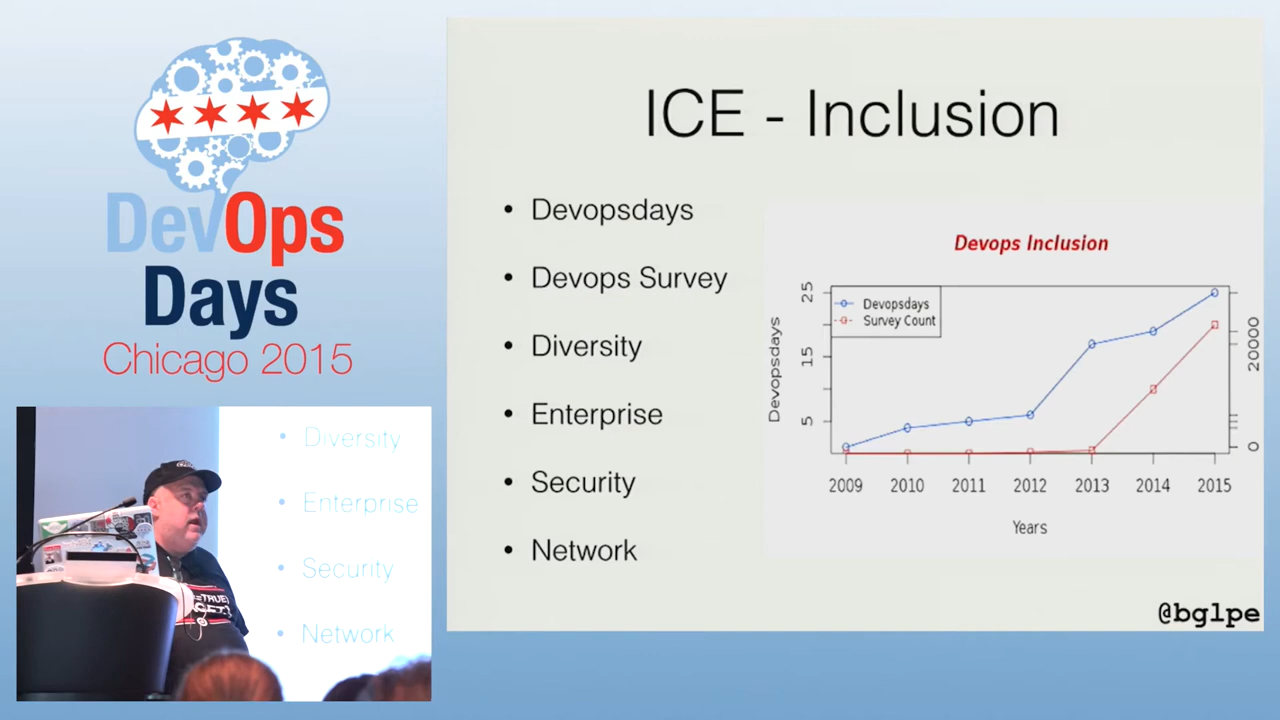 DevOps
Days
Chicago 2015
ICE - Inclusion
• Devopsdays
• Devops Survey
• Diversity
• Enterprise
• Security
• Network
Devops Inclusion
Devopsdays
Survey Count
Devopsdays
25
15
5
20000
0
2009 2010 2011 2012 2013 2014 2015
Years
@bglpe
• Diversity
• Enterprise
• Security
• Network